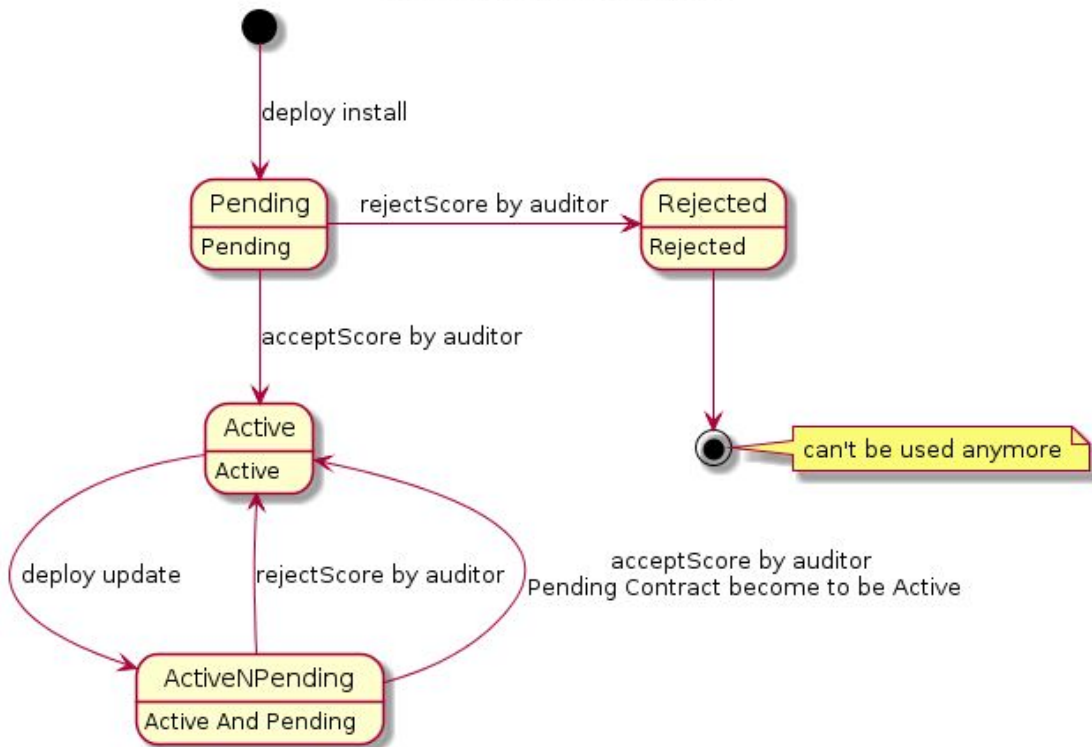 deploy install
Pending
rejectScore by auditor
Rejected
Pending
Rejected
acceptScore by auditor
Active
can't be used anymore
Active
deploy update
rejectScore by auditor
acceptScore by auditor
Pending Contract become to be Active
ActiveNPending
Active And Pending